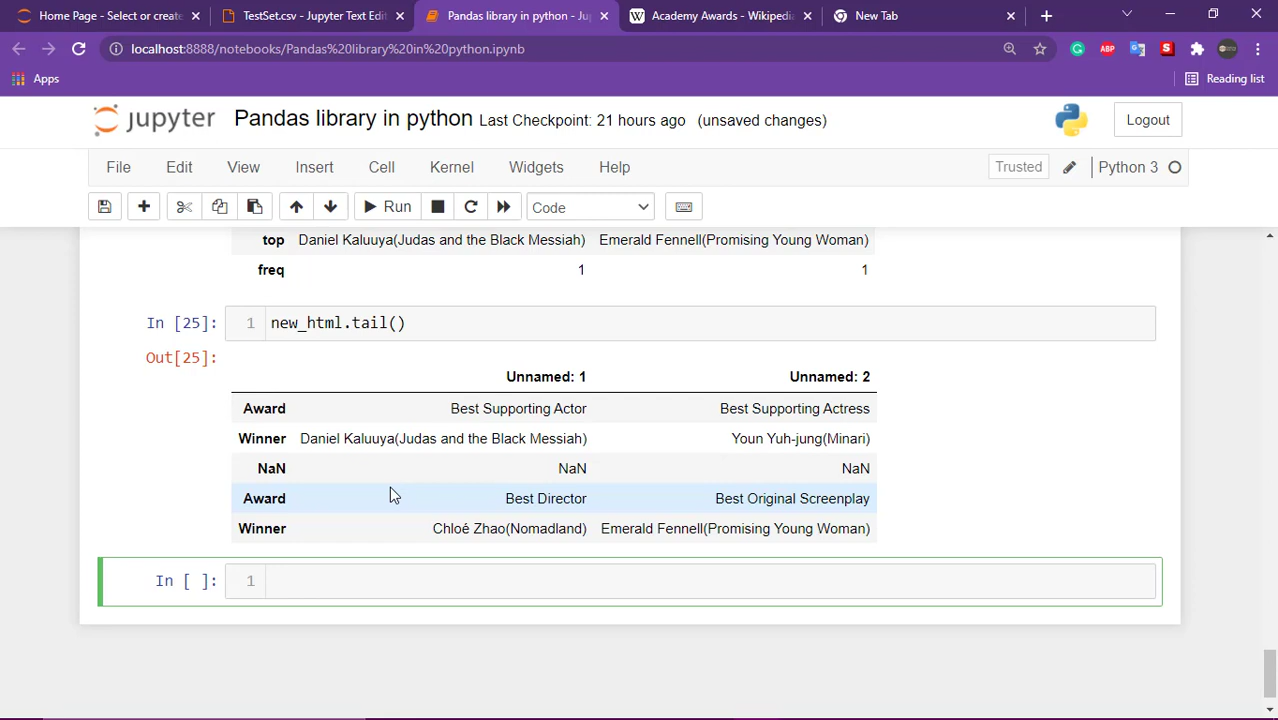 Home Page - Select or create
TestSet.csv - Jupyter Text Edit
Pandas library in python - Ju
Academy Awards - Wikipedia
New Tab
localhost:8888/notebooks/Pandas%20library%20in%20python.ipynb
Apps
Reading list
jupyter Pandas library in python Last Checkpoint: 21 hours ago (unsaved changes) Logout
File Edit View Insert Cell Kernel Widgets Help Trusted Python 3
Run Code
top Daniel Kaluuya(Judas and the Black Messiah) Emerald Fennell(Promising Young Woman)
freq 1 1
In [25]: 1 new_html.tail()
Out[25]:
Unnamed: 1 Unnamed: 2
Award Best Supporting Actor Best Supporting Actress
Winner Daniel Kaluuya(Judas and the Black Messiah) Youn Yuh-jung(Minari)
NaN NaN NaN
Award Best Director Best Original Screenplay
Winner Chloé Zhao(Nomadland) Emerald Fennell(Promising Young Woman)
In [ ]: 1